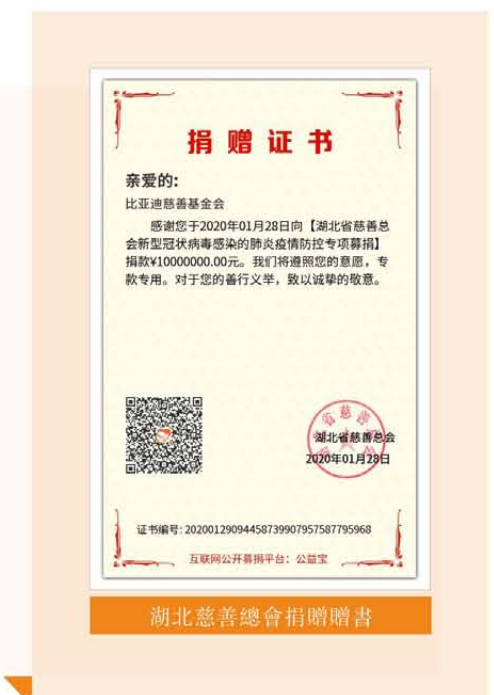 捐赠证书
亲爱的:
比亚迪慈善基金会
感谢您于2020年01月28日向【湖北省慈善总
会新型冠状病毒感染的肺炎疫情防控专项募捐】
捐款¥10000000.00元。我们将遵照您的意愿，专
款专用。对于您的善行义举，致以诚挚的敬意。
湖北省慈善总会
2020年01月28日
证书编号: 2020012909445873990795758779596​8
互联网公开募捐平台：公益宝
湖北慈善總會捐贈贈書